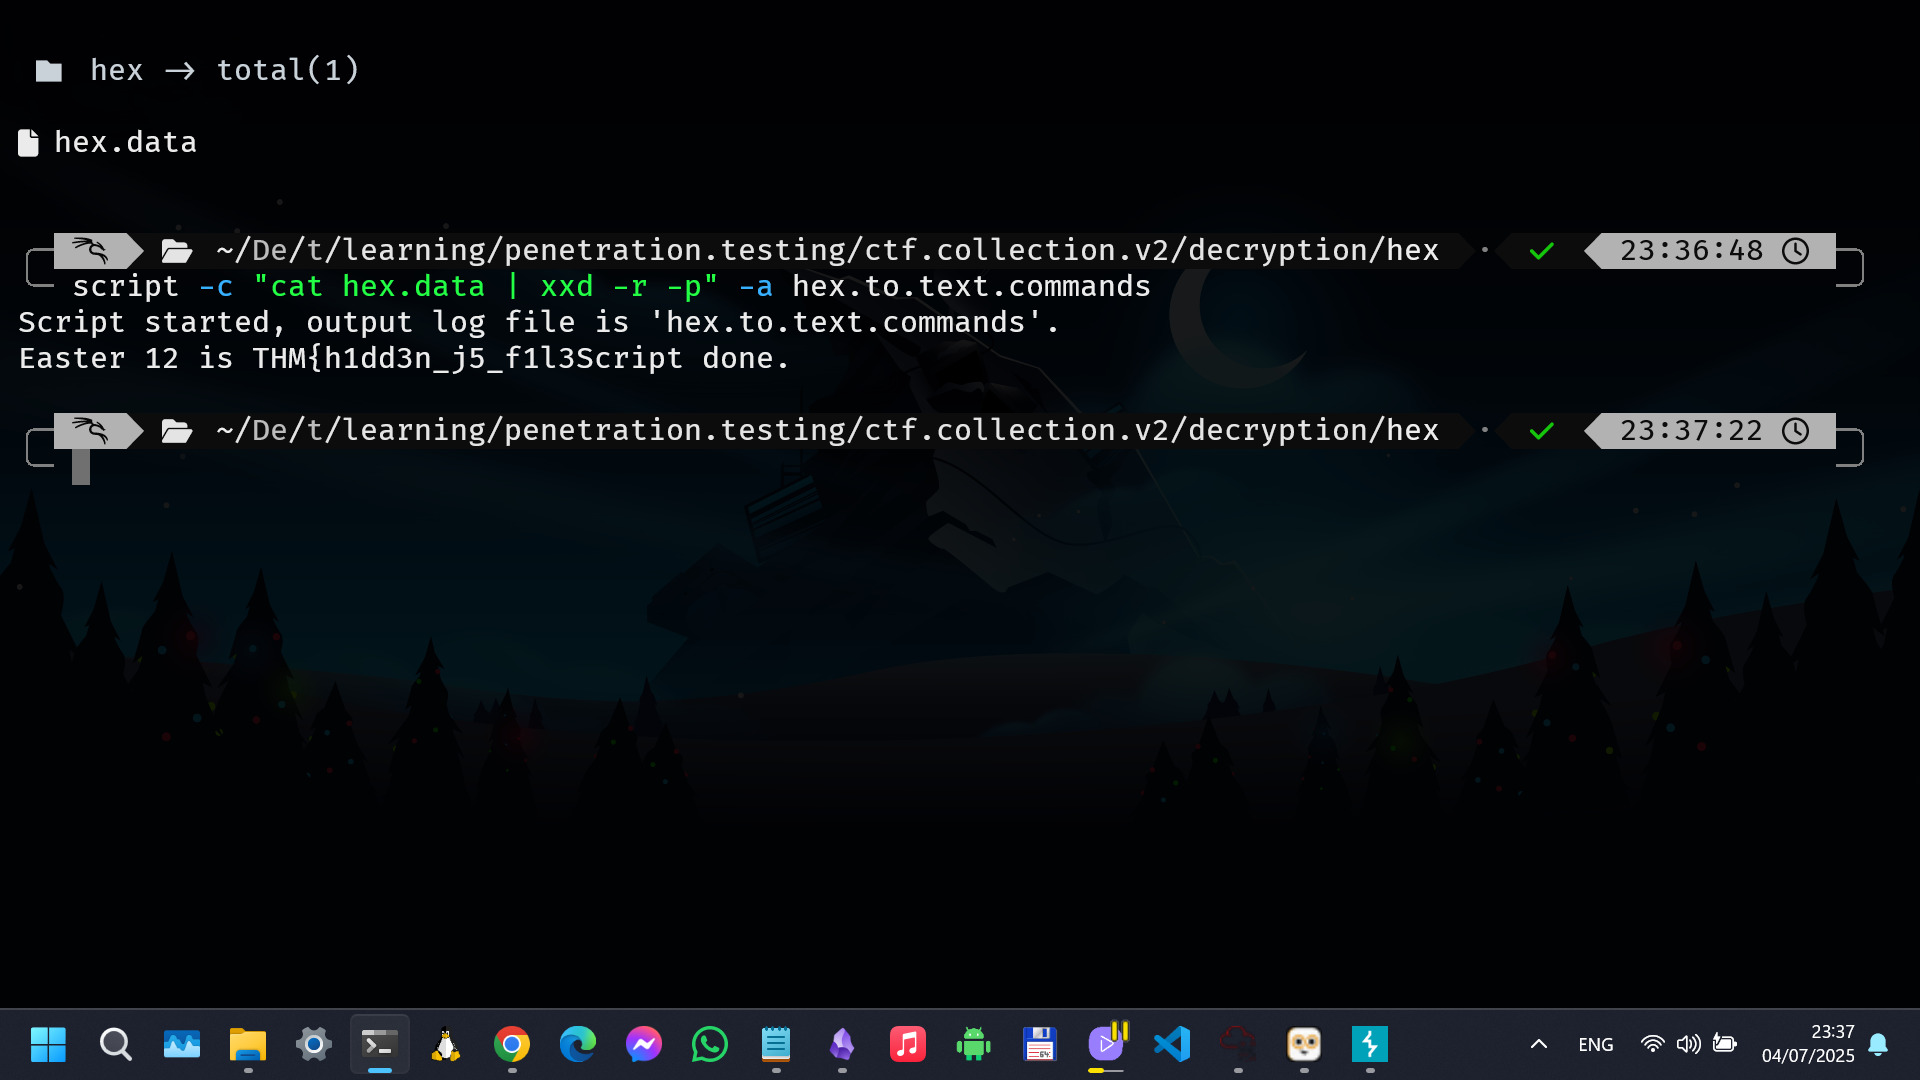 hex → total(1)
hex.data
~/De/t/learning/penetration.testing/ctf.collection.v2/decryption/hex · ✓ 23:36:48
script -c "cat hex.data | xxd -r -p" -a hex.to.text.commands
Script started, output log file is 'hex.to.text.commands'.
Easter 12 is THM{h1dd3n_j5_f1l3Script done.
~/De/t/learning/penetration.testing/ctf.collection.v2/decryption/hex · ✓ 23:37:22
64
ENG
23:37
04/07/2025